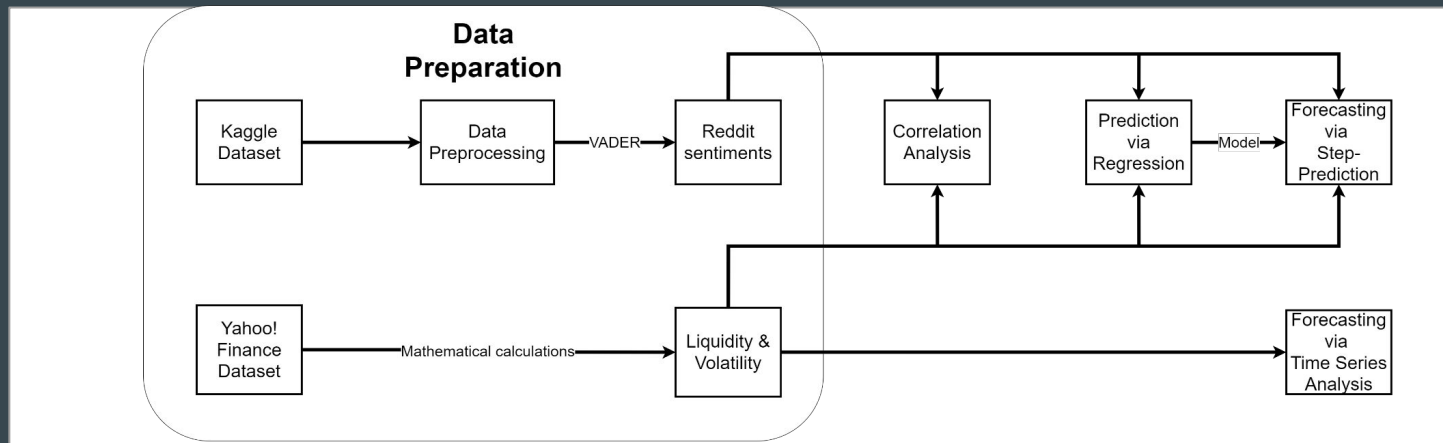 Data
Preparation
Kaggle
Dataset
Data
Preprocessing
VADER
Reddit
sentiments
Correlation
Analysis
Prediction
via
Regression
Model
Forecasting
via
Step-
Prediction
Yahoo!
Finance
Dataset
Mathematical calculations
Liquidity &
Volatility
Forecasting
via
Time Series
Analysis